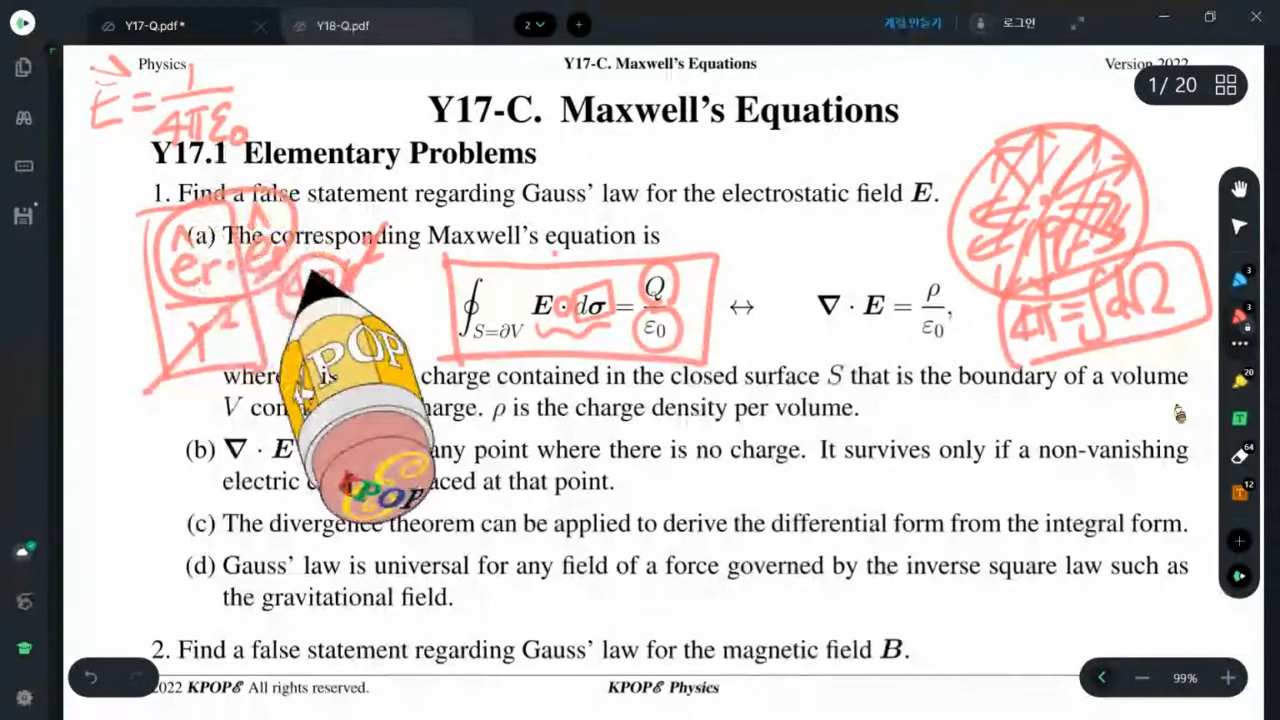 Y17-Q.pdf*
Y18-Q.pdf
2
계정 만들기
로그인
Physics
Y17-C. Maxwell's Equations
Version 2022
1/20
E = 1/4πε0
Y17-C. Maxwell's Equations
Y17.1 Elementary Problems
1. Find a false statement regarding Gauss' law for the electrostatic field E.
(a) The corresponding Maxwell's equation is
∮S=∂V E · dσ = Q/ε0 ↔ ∇ · E = ρ/ε0,
4π = ∫dΩ
where is charge contained in the closed surface S that is the boundary of a volume
V harge. ρ is the charge density per volume.
(b) ∇ · E any point where there is no charge. It survives only if a non-vanishing
electric aced at that point.
(c) The divergence theorem can be applied to derive the differential form from the integral form.
(d) Gauss' law is universal for any field of a force governed by the inverse square law such as
the gravitational field.
2. Find a false statement regarding Gauss' law for the magnetic field B.
2022 KPOPE All rights reserved.
KPOPE Physics
99%
KPOP
KPOP
3
3
20
64
12